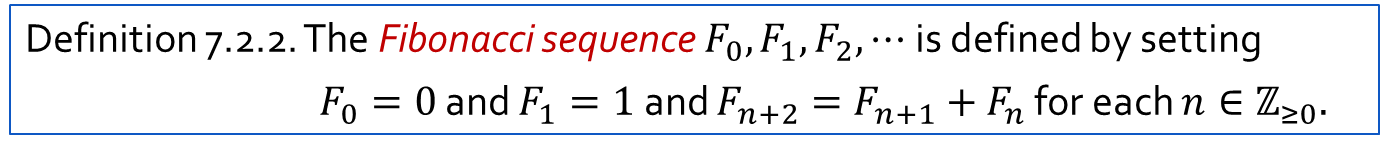 Definition 7.2.2. The Fibonacci sequence F₀, F₁, F₂, ⋯ is defined by setting
F₀ = 0 and F₁ = 1 and Fₙ₊₂ = Fₙ₊₁ + Fₙ for each n ∈ ℤ≥₀.